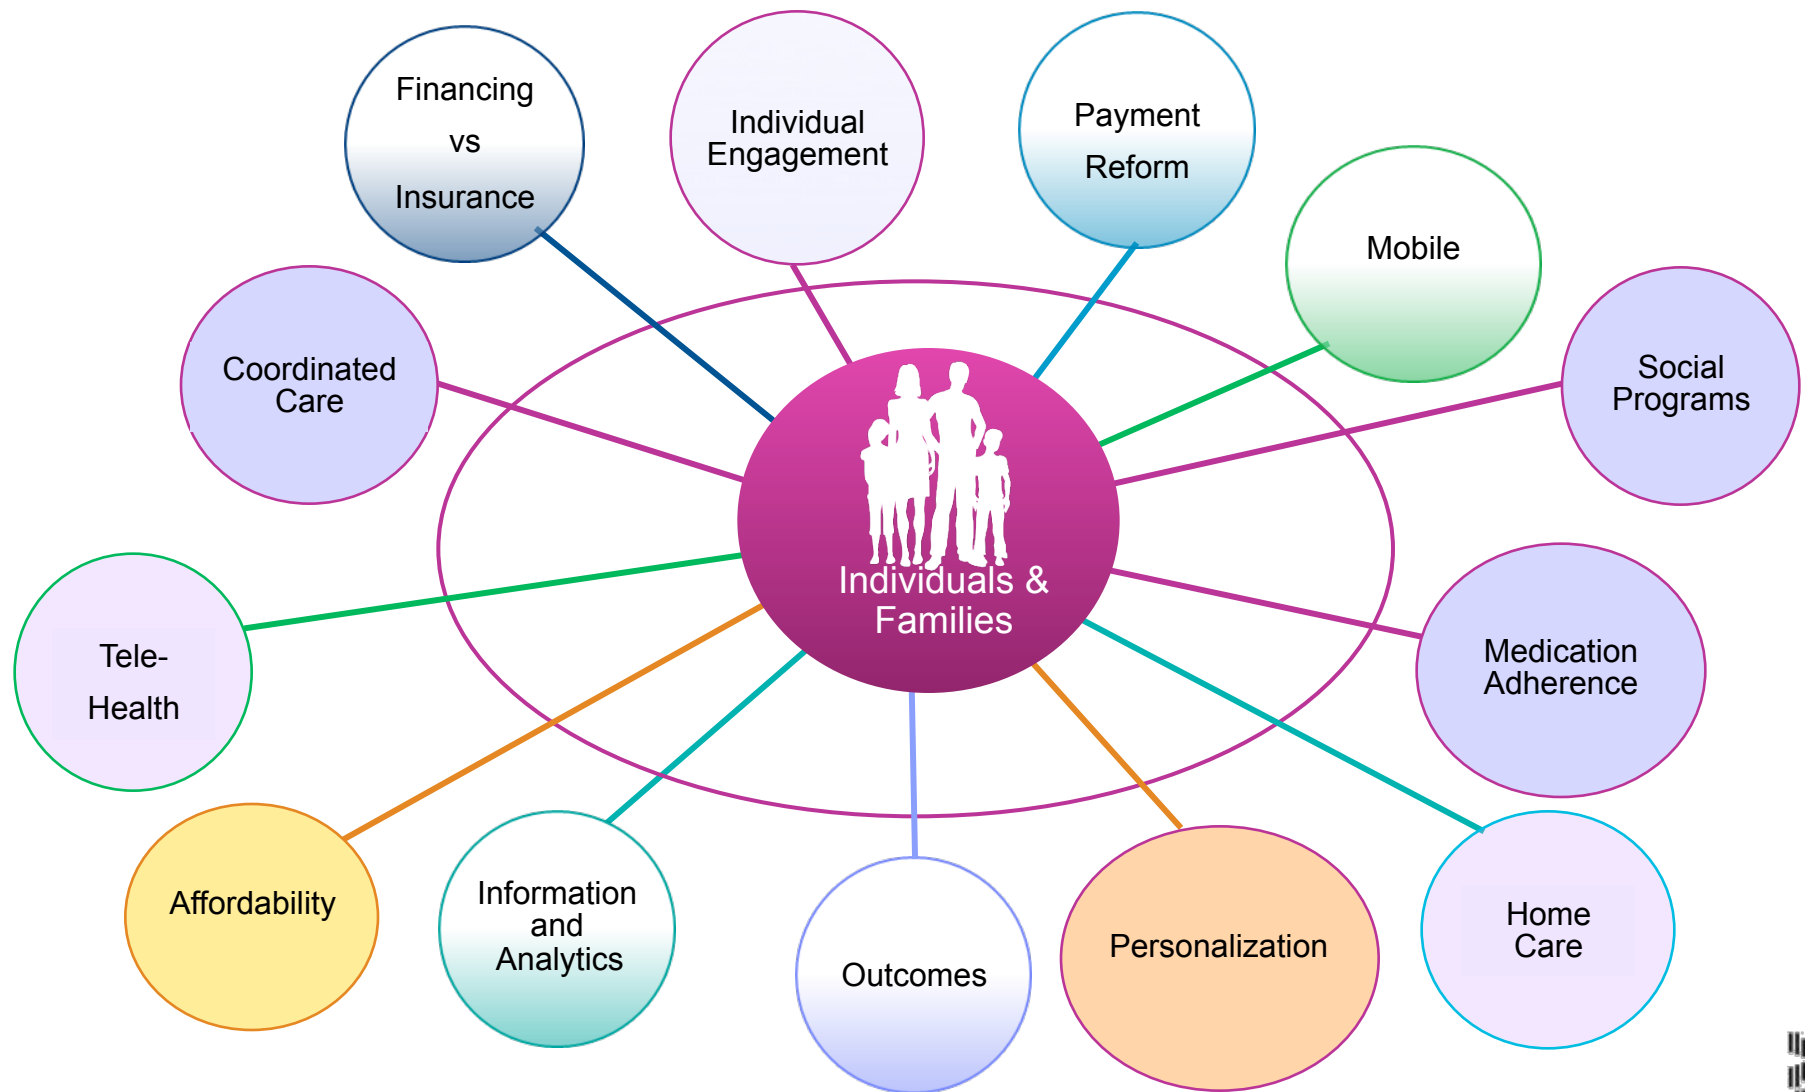 Financing
vs
Insurance
Individual
Engagement
Payment
Reform
Mobile
Coordinated
Care
Social
Programs
Individuals &
Families
Tele-
Health
Medication
Adherence
Affordability
Information
and
Analytics
Outcomes
Personalization
Home
Care